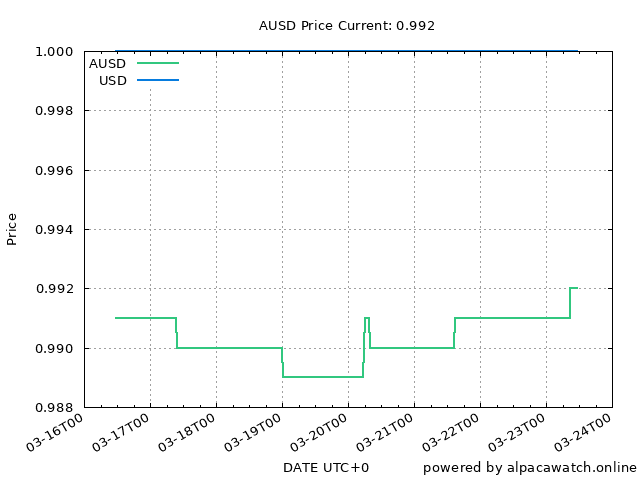 AUSD Price Current: 0.992
1.000
AUSD
USD
0.998
0.996
0.994
Price
0.992
0.990
0.988
03-16T00 03-17T00 03-18T00 03-19T00 03-20T00 03-21T00 03-22T00 03-23T00 03-24T00
DATE UTC+0
powered by alpacawatch.online